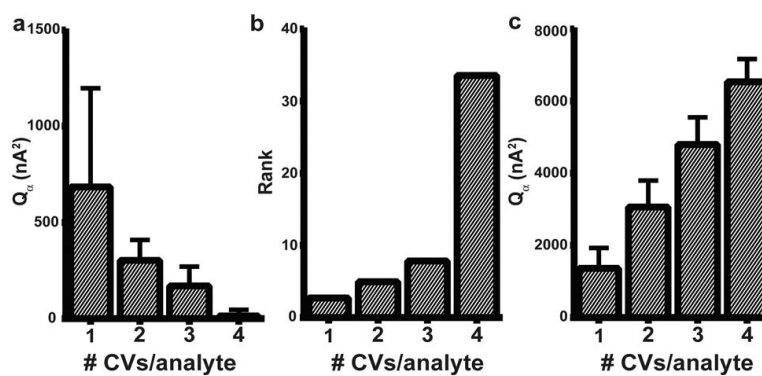 a
1500
1000
500
0
Qα (nA²)
1 2 3 4
# CVs/analyte
b
40
30
20
10
0
Rank
1 2 3 4
# CVs/analyte
c
8000
6000
4000
2000
0
Qα (nA²)
1 2 3 4
# CVs/analyte